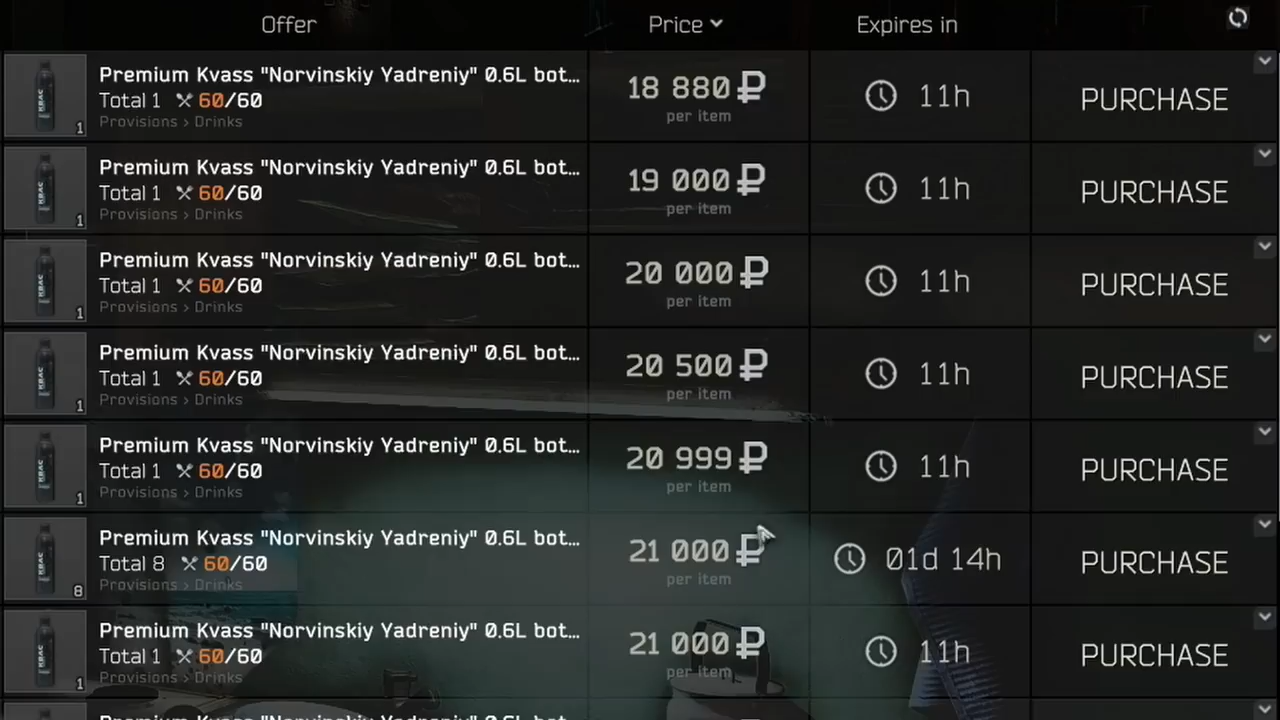 Offer Price Expires in
Premium Kvass "Norvinskiy Yadreniy" 0.6L bot... 18 880 ₽ 11h PURCHASE
Total 1 60/60 per item
Provisions > Drinks 1
Premium Kvass "Norvinskiy Yadreniy" 0.6L bot... 19 000 ₽ 11h PURCHASE
Total 1 60/60 per item
Provisions > Drinks 1
Premium Kvass "Norvinskiy Yadreniy" 0.6L bot... 20 000 ₽ 11h PURCHASE
Total 1 60/60 per item
Provisions > Drinks 1
Premium Kvass "Norvinskiy Yadreniy" 0.6L bot... 20 500 ₽ 11h PURCHASE
Total 1 60/60 per item
Provisions > Drinks 1
Premium Kvass "Norvinskiy Yadreniy" 0.6L bot... 20 999 ₽ 11h PURCHASE
Total 1 60/60 per item
Provisions > Drinks 1
Premium Kvass "Norvinskiy Yadreniy" 0.6L bot... 21 000 ₽ 01d 14h PURCHASE
Total 8 60/60 per item
Provisions > Drinks 8
Premium Kvass "Norvinskiy Yadreniy" 0.6L bot... 21 000 ₽ 11h PURCHASE
Total 1 60/60 per item
Provisions > Drinks 1